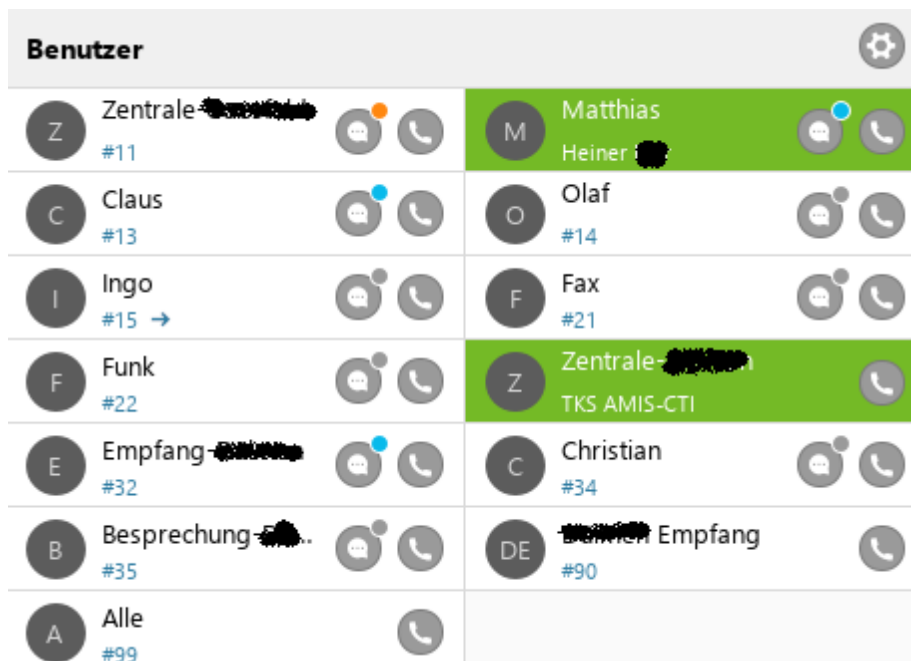 Benutzer
Z
Zentrale-
#11
M
Matthias
Heiner
C
Claus
#13
O
Olaf
#14
I
Ingo
#15 →
F
Fax
#21
F
Funk
#22
Z
Zentrale-
TKS AMIS-CTI
E
Empfang-
#32
C
Christian
#34
B
Besprechung-
#35
DE
Empfang
#90
A
Alle
#99